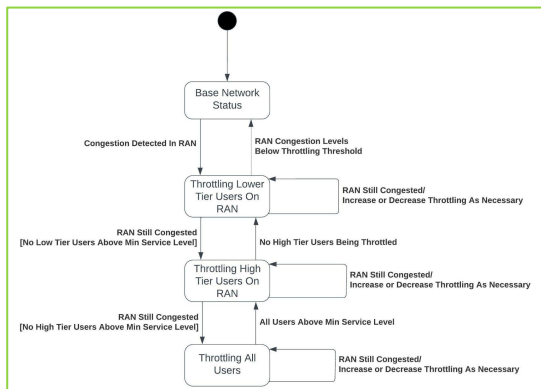 Base Network
Status
Congestion Detected In RAN
RAN Congestion Levels
Below Throttling Threshold
Throttling Lower
Tier Users On
RAN
RAN Still Congested/
Increase or Decrease Throttling As Necessary
RAN Still Congested
[No Low Tier Users Above Min Service Level]
No High Tier Users Being Throttled
Throttling High
Tier Users On
RAN
RAN Still Congested/
Increase or Decrease Throttling As Necessary
RAN Still Congested
[No High Tier Users Above Min Service Level]
All Users Above Min Service Level
Throttling All
Users
RAN Still Congested/
Increase or Decrease Throttling As Necessary